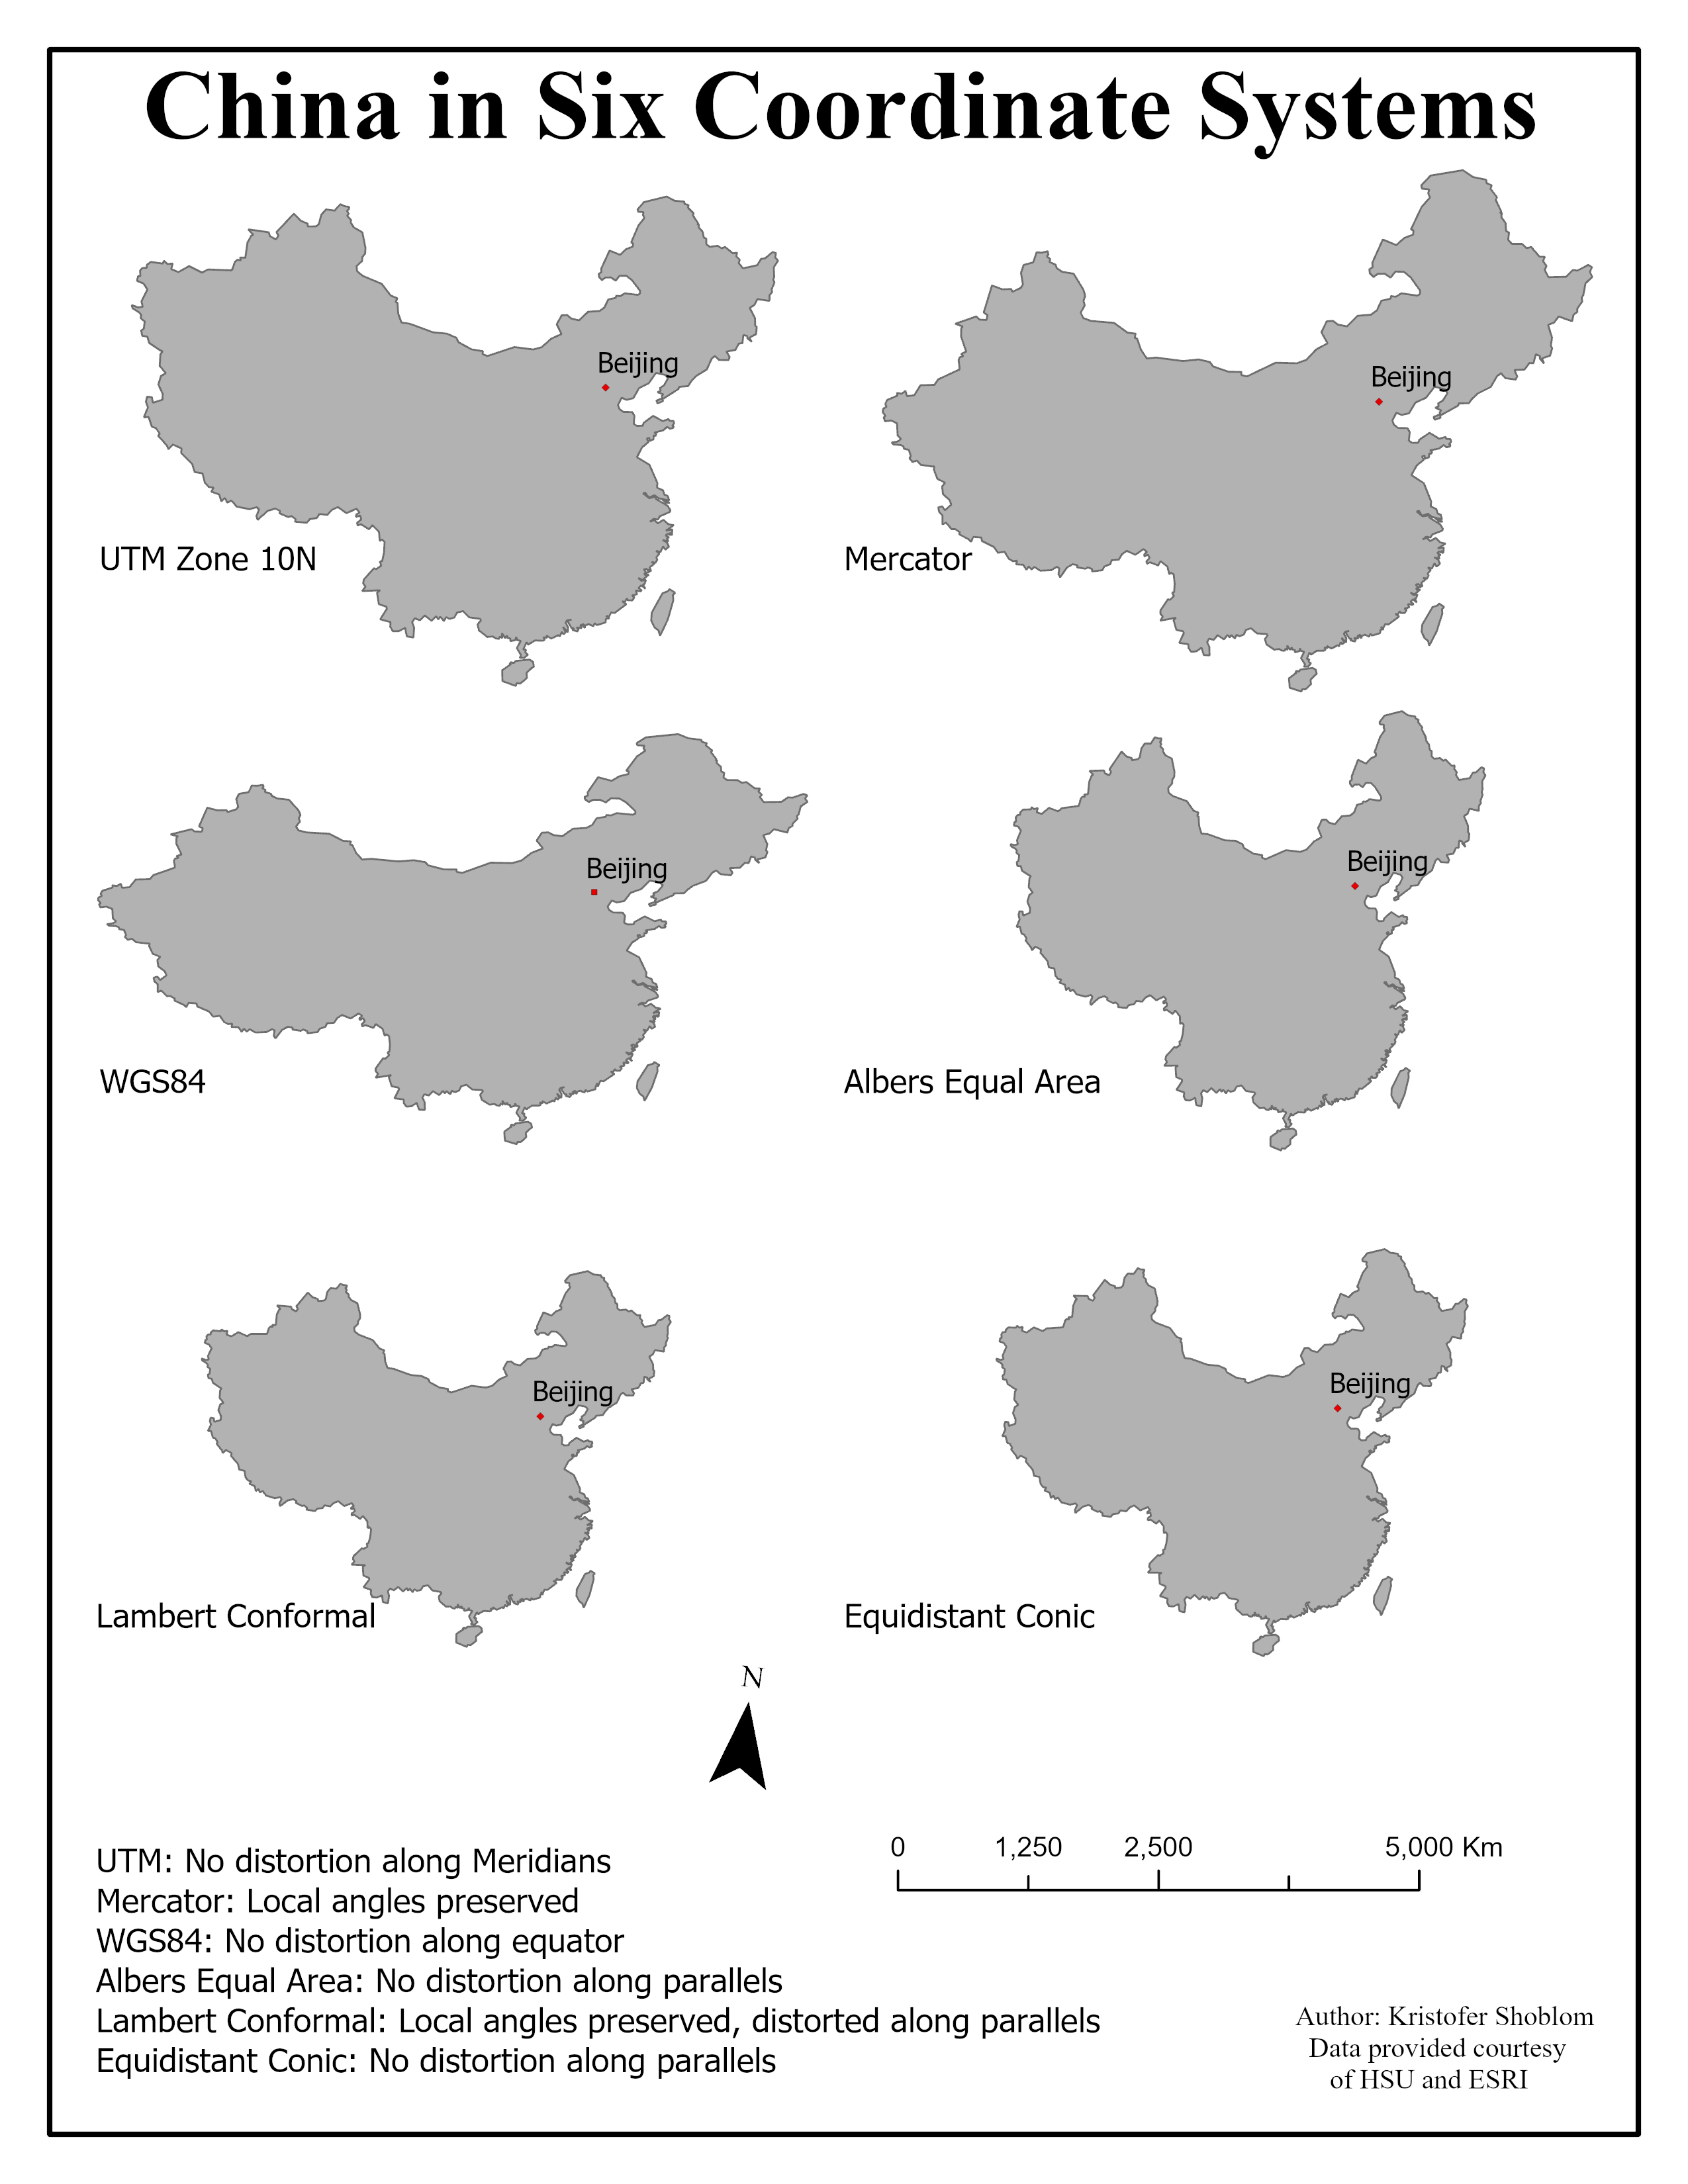 China in Six Coordinate Systems
Beijing
UTM Zone 10N
Beijing
Mercator
Beijing
WGS84
Beijing
Albers Equal Area
Beijing
Lambert Conformal
Beijing
Equidistant Conic
N
0 1,250 2,500 5,000 Km
UTM: No distortion along Meridians
Mercator: Local angles preserved
WGS84: No distortion along equator
Albers Equal Area: No distortion along parallels
Lambert Conformal: Local angles preserved, distorted along parallels
Equidistant Conic: No distortion along parallels
Author: Kristofer Shoblom
Data provided courtesy
of HSU and ESRI